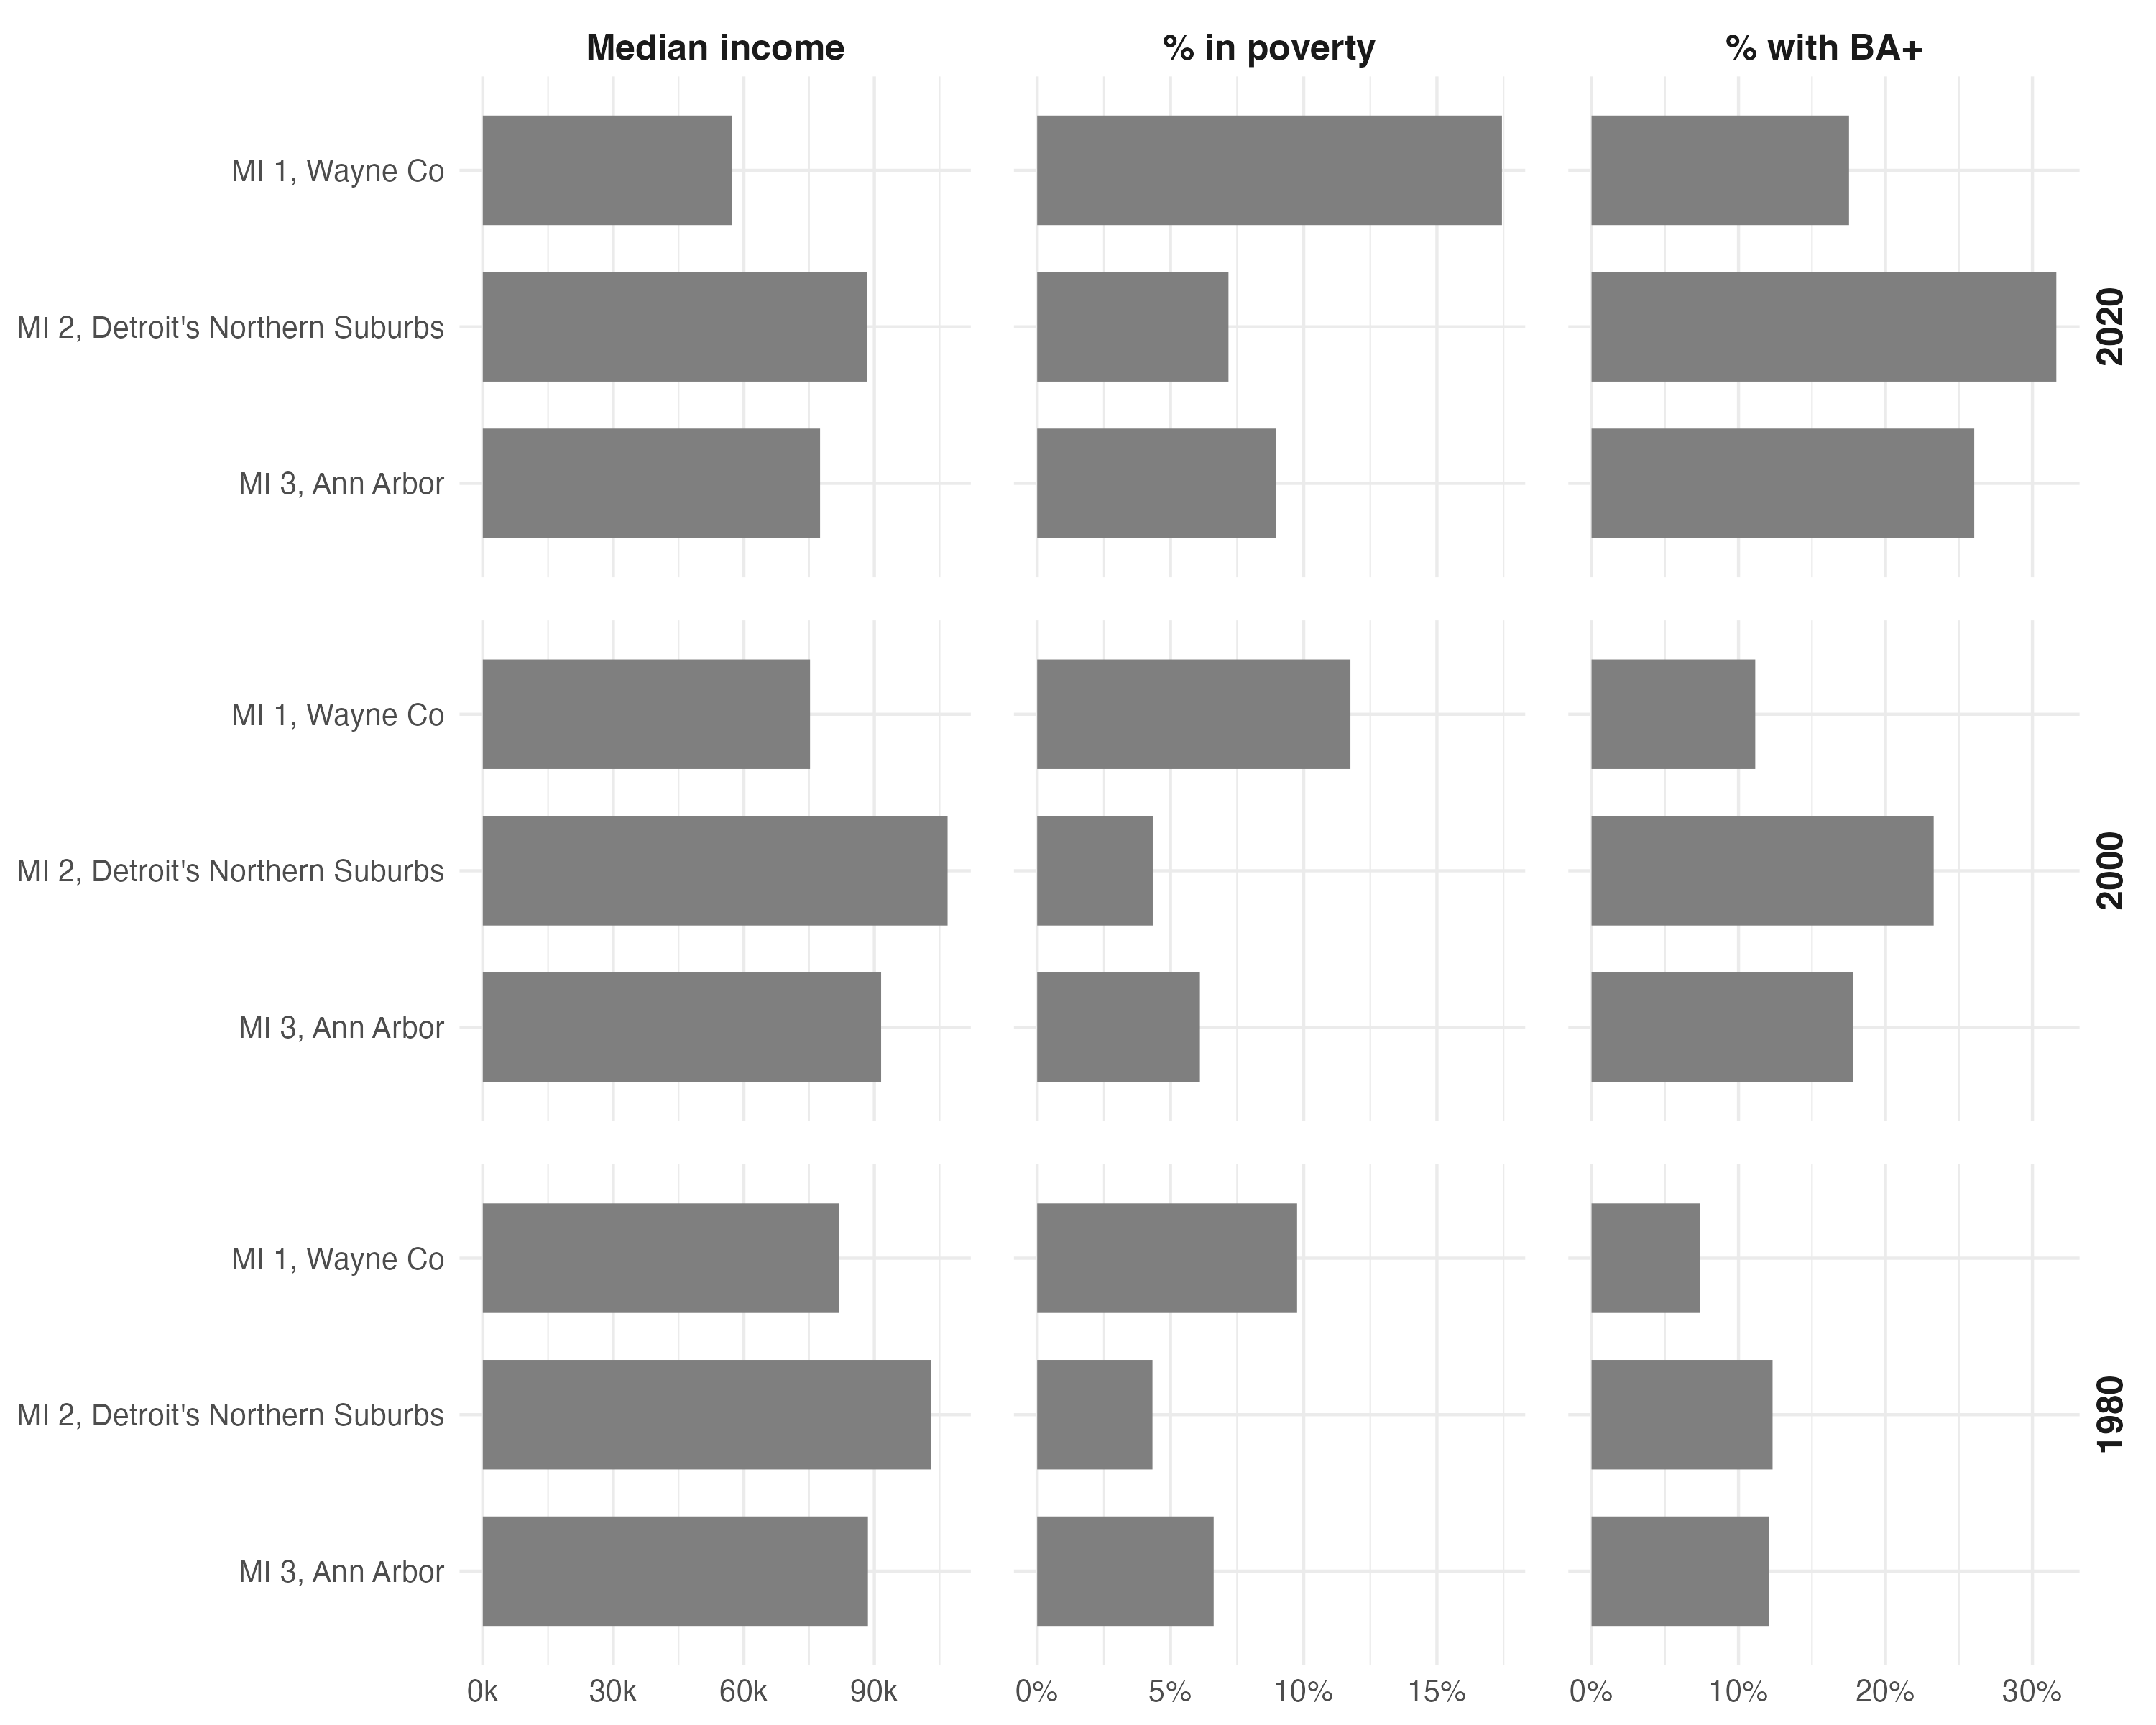 Median income
% in poverty
% with BA+
MI 1, Wayne Co
MI 2, Detroit's Northern Suburbs
MI 3, Ann Arbor
2020
MI 1, Wayne Co
MI 2, Detroit's Northern Suburbs
MI 3, Ann Arbor
2000
MI 1, Wayne Co
MI 2, Detroit's Northern Suburbs
MI 3, Ann Arbor
1980
0k 30k 60k 90k
0% 5% 10% 15%
0% 10% 20% 30%